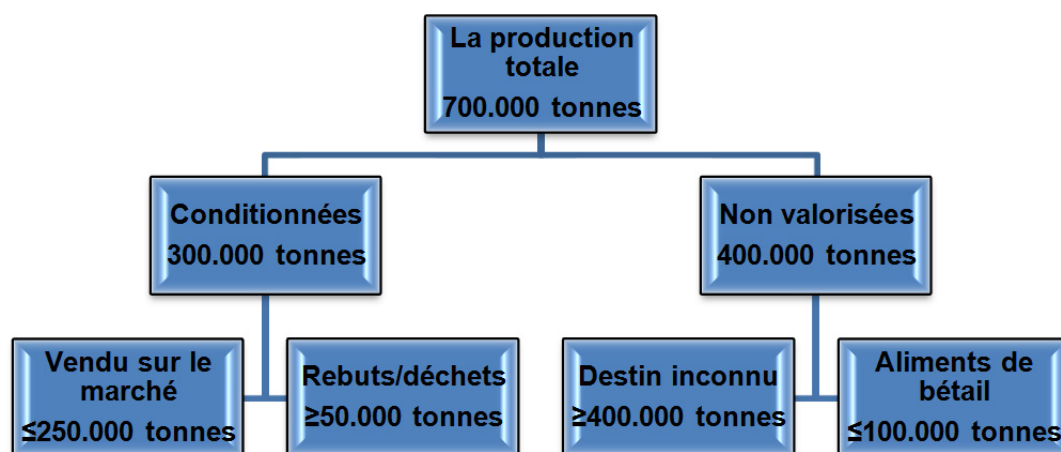 La production
totale
700.000 tonnes
Conditionnées
300.000 tonnes
Non valorisées
400.000 tonnes
Vendu sur le
marché
≤250.000 tonnes
Rebuts/déchets
≥50.000 tonnes
Destin inconnu
≥400.000 tonnes
Aliments de
bétail
≤100.000 tonnes